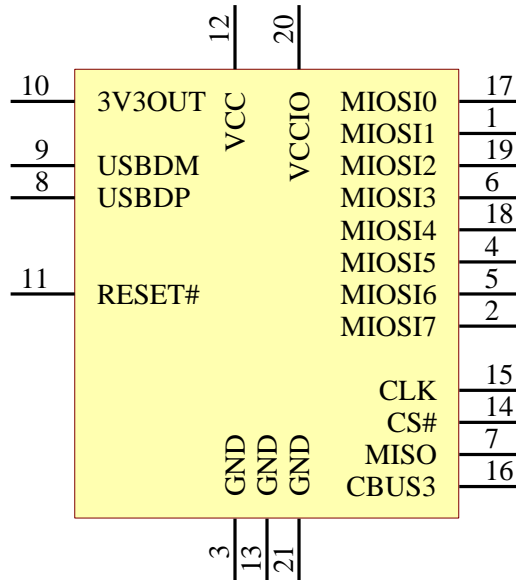 12
20
10
3V3OUT
VCC
VCCIO
MIOSI0
17
MIOSI1
1
9
USBDM
MIOSI2
19
8
USBDP
MIOSI3
6
MIOSI4
18
MIOSI5
4
11
RESET#
MIOSI6
5
MIOSI7
2
CLK
15
CS#
14
MISO
7
CBUS3
16
GND
GND
GND
3
13
21